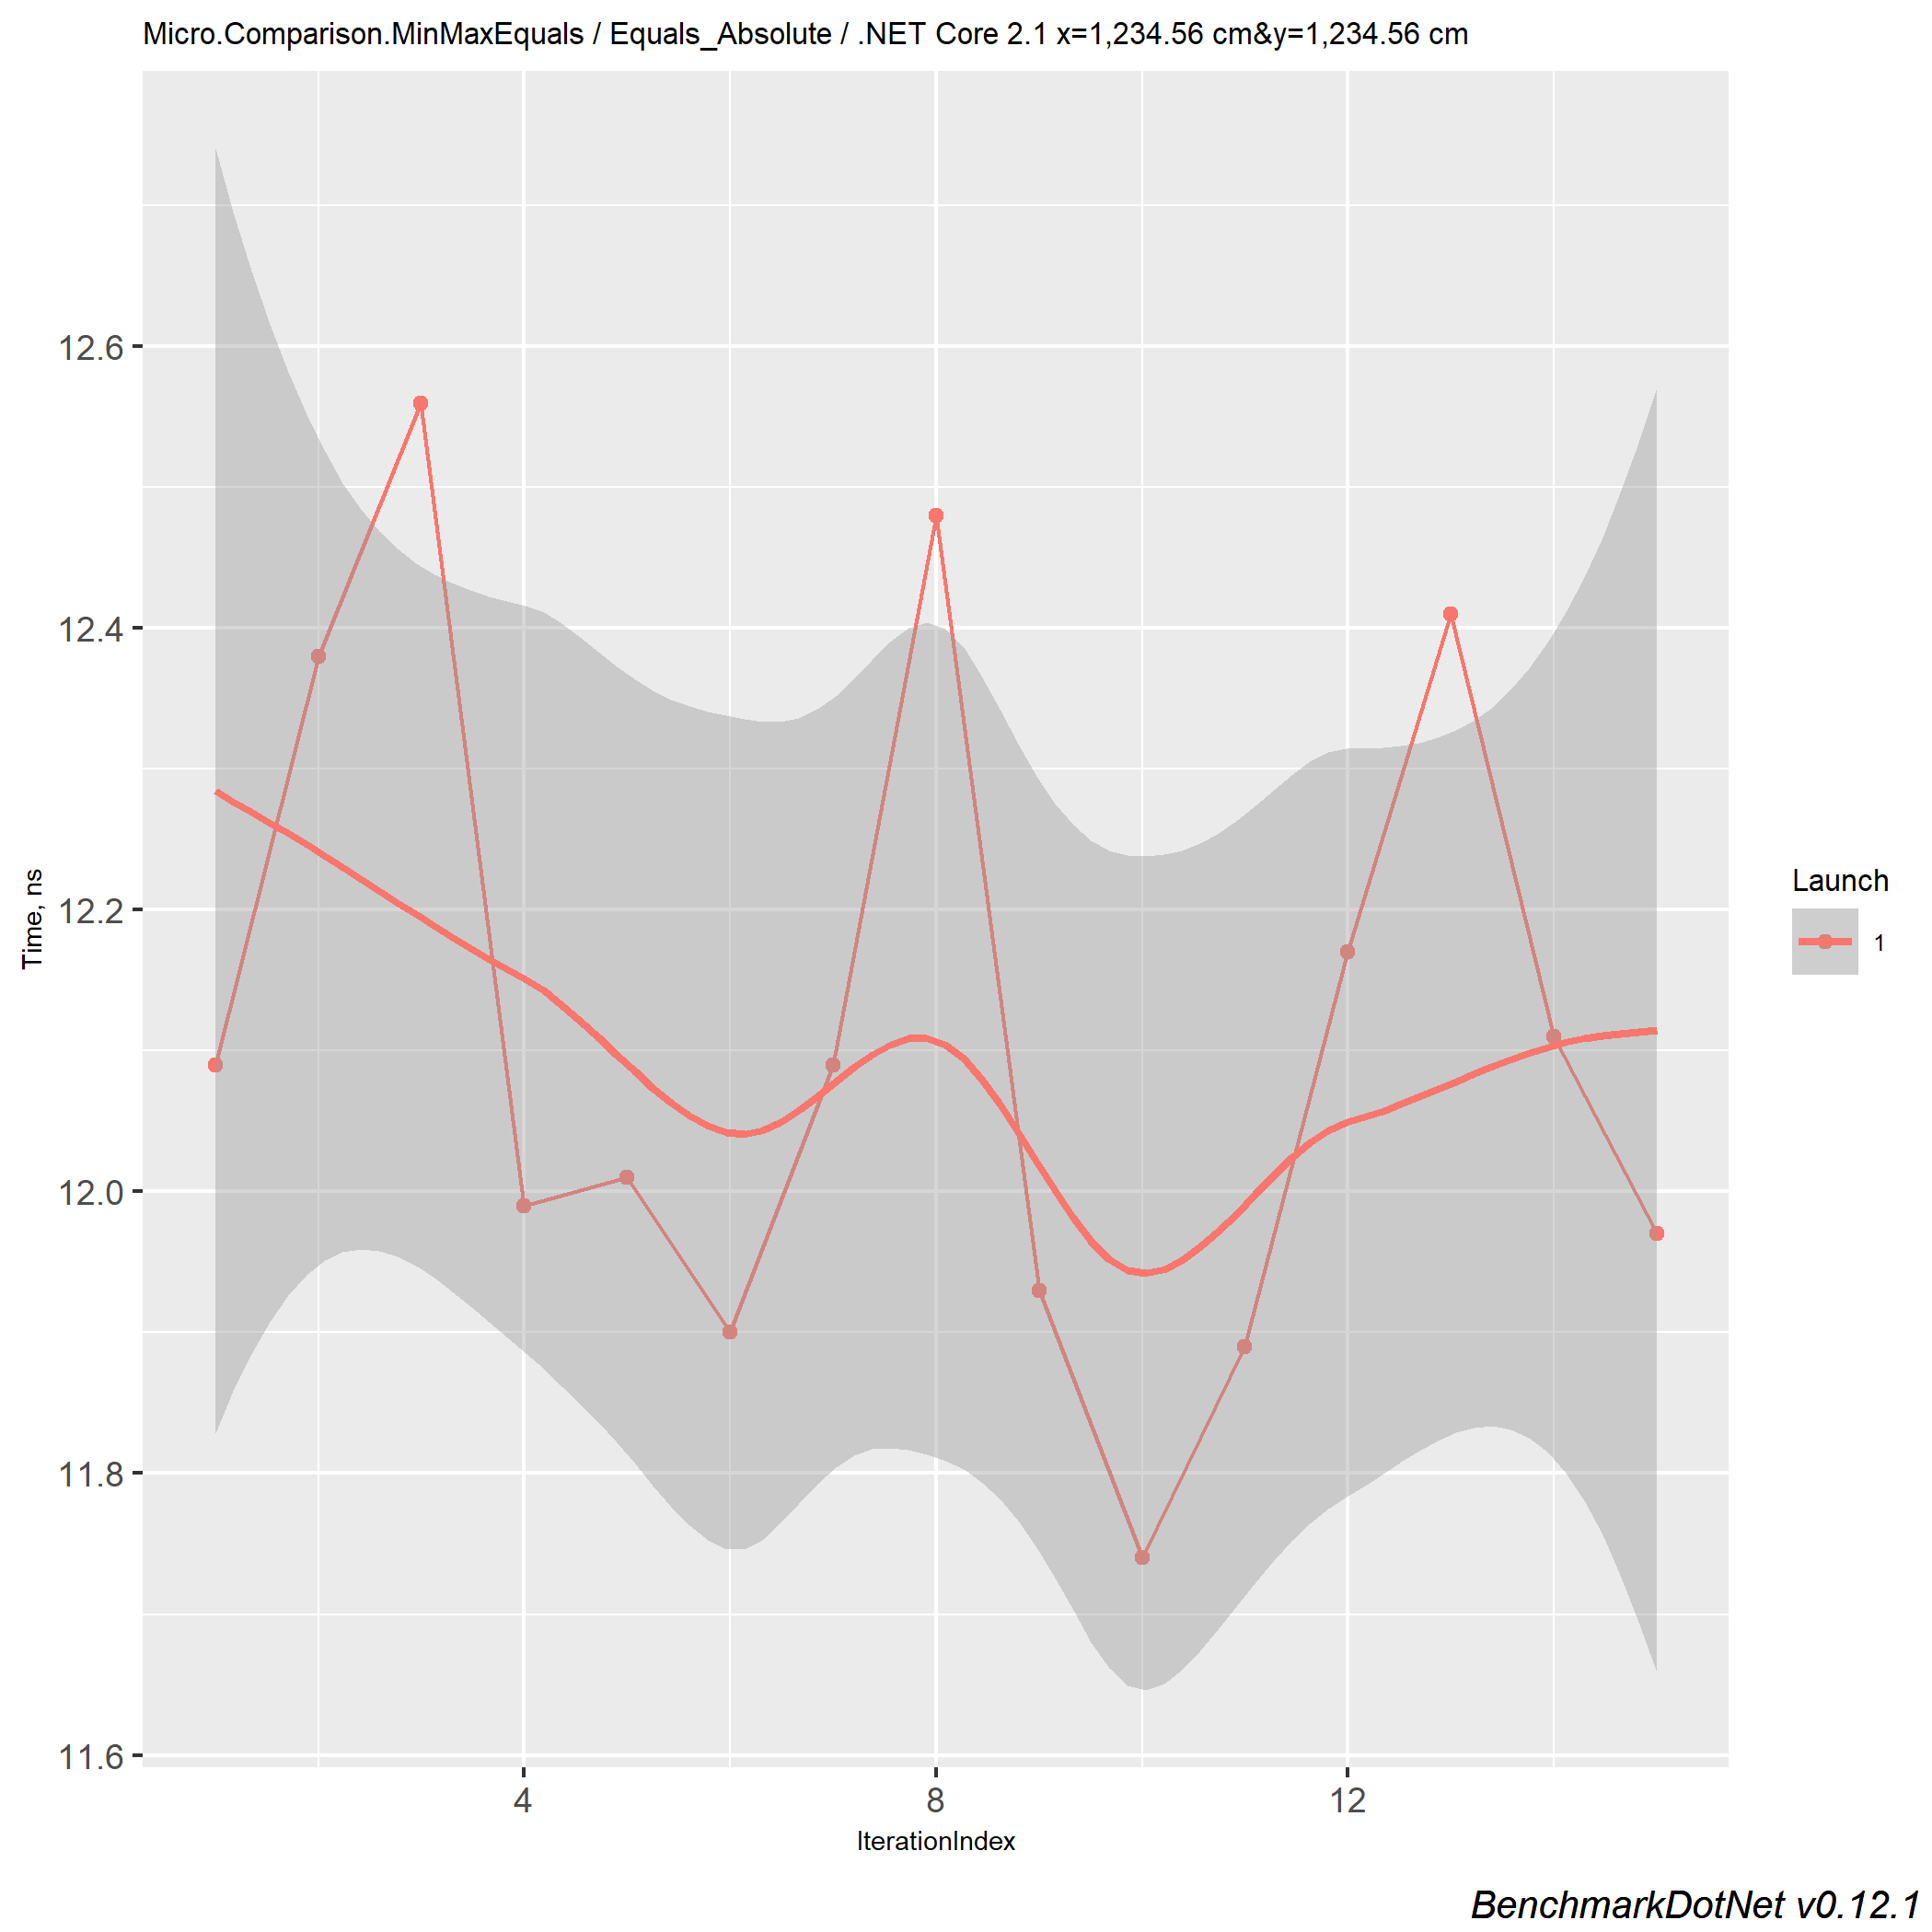 Micro.Comparison.MinMaxEquals / Equals_Absolute / .NET Core 2.1 x=1,234.56 cm&y=1,234.56 cm
12.6
12.4
12.2
12.0
11.8
11.6
Time, ns
4
8
12
IterationIndex
Launch
1
BenchmarkDotNet v0.12.1